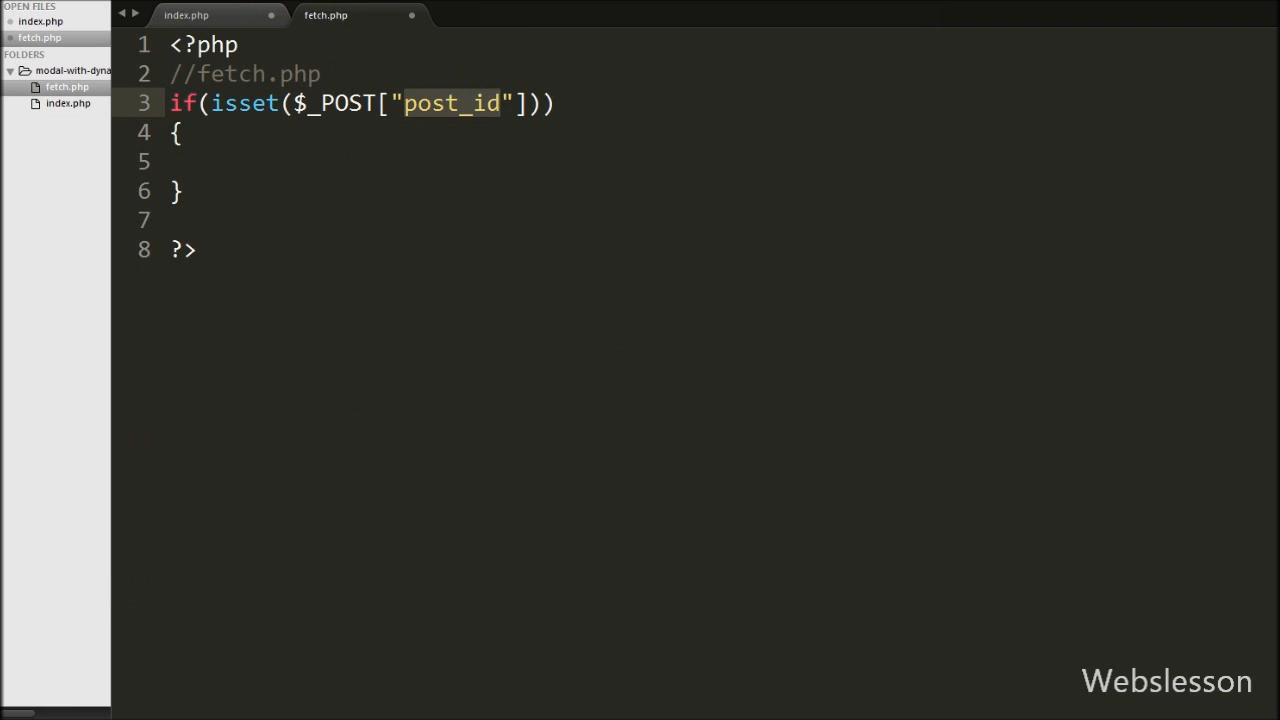 OPEN FILES
index.php
fetch.php
FOLDERS
modal-with-dyna
fetch.php
index.php
index.php
fetch.php
1 <?php
2 //fetch.php
3 if(isset($_POST["post_id"]))
4 {
5
6 }
7
8 ?>
Webslesson